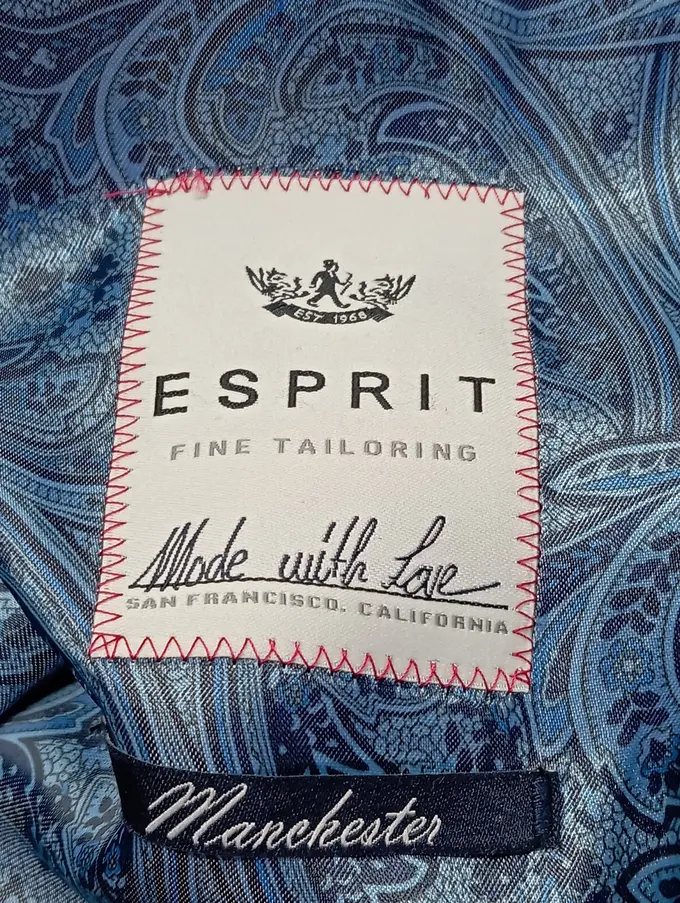 EST 1968
ESPRIT
FINE TAILORING
Made with Love
SAN FRANCISCO, CALIFORNIA
Manchester